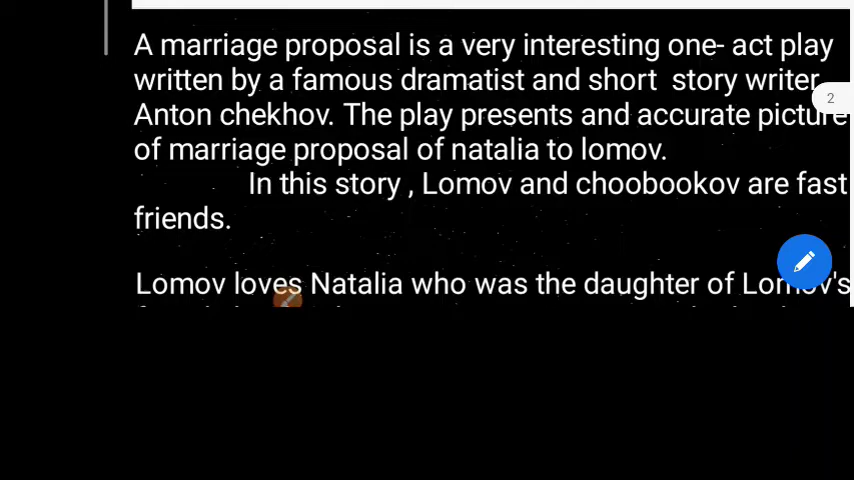 A marriage proposal is a very interesting one- act play
written by a famous dramatist and short story writer
2
Anton chekhov. The play presents and accurate picture
of marriage proposal of natalia to lomov.
In this story , Lomov and choobookov are fast
friends.
Lomov loves Natalia who was the daughter of Lomov's